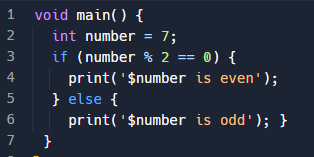 1 void main() {
2   int number = 7;
3   if (number % 2 == 0) {
4     print('$number is even');
5   } else {
6     print('$number is odd'); }
7  }